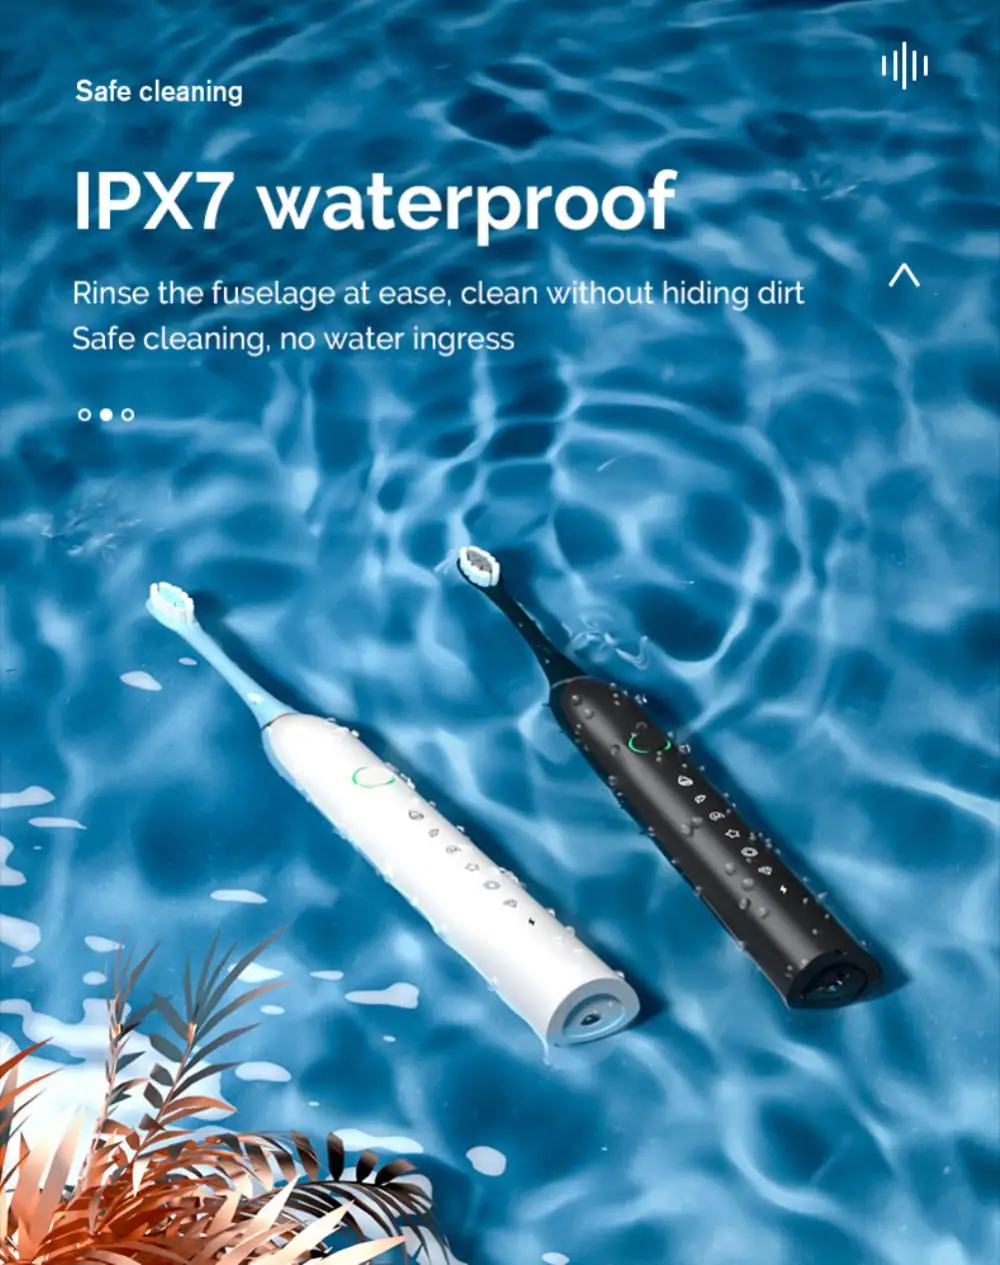 Safe cleaning
IPX7 waterproof
Rinse the fuselage at ease, clean without hiding dirt
Safe cleaning, no water ingress